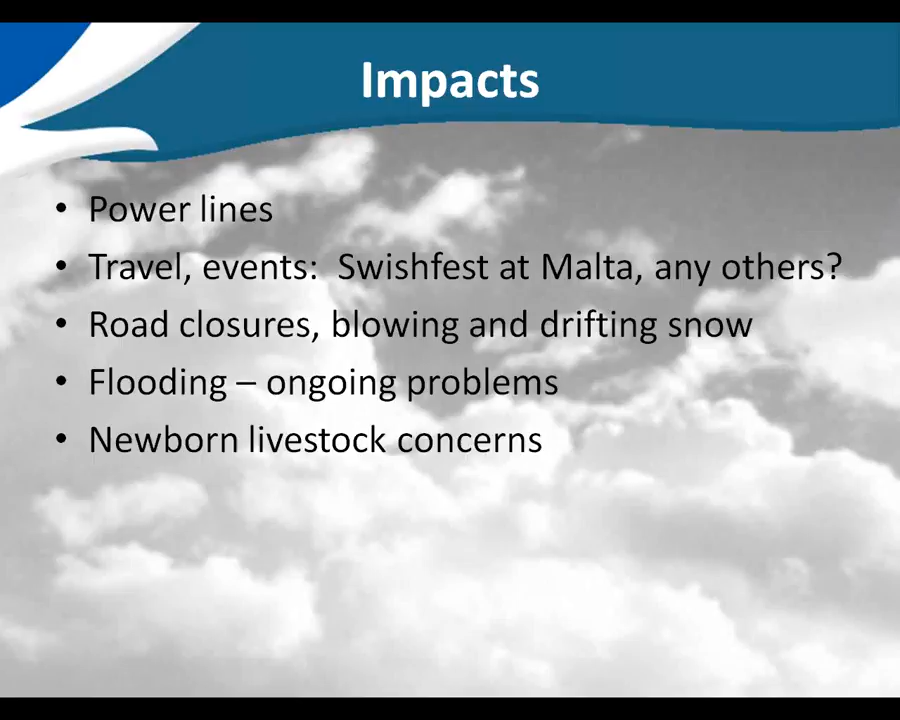 Impacts
• Power lines
• Travel, events:  Swishfest at Malta, any others?
• Road closures, blowing and drifting snow
• Flooding – ongoing problems
• Newborn livestock concerns